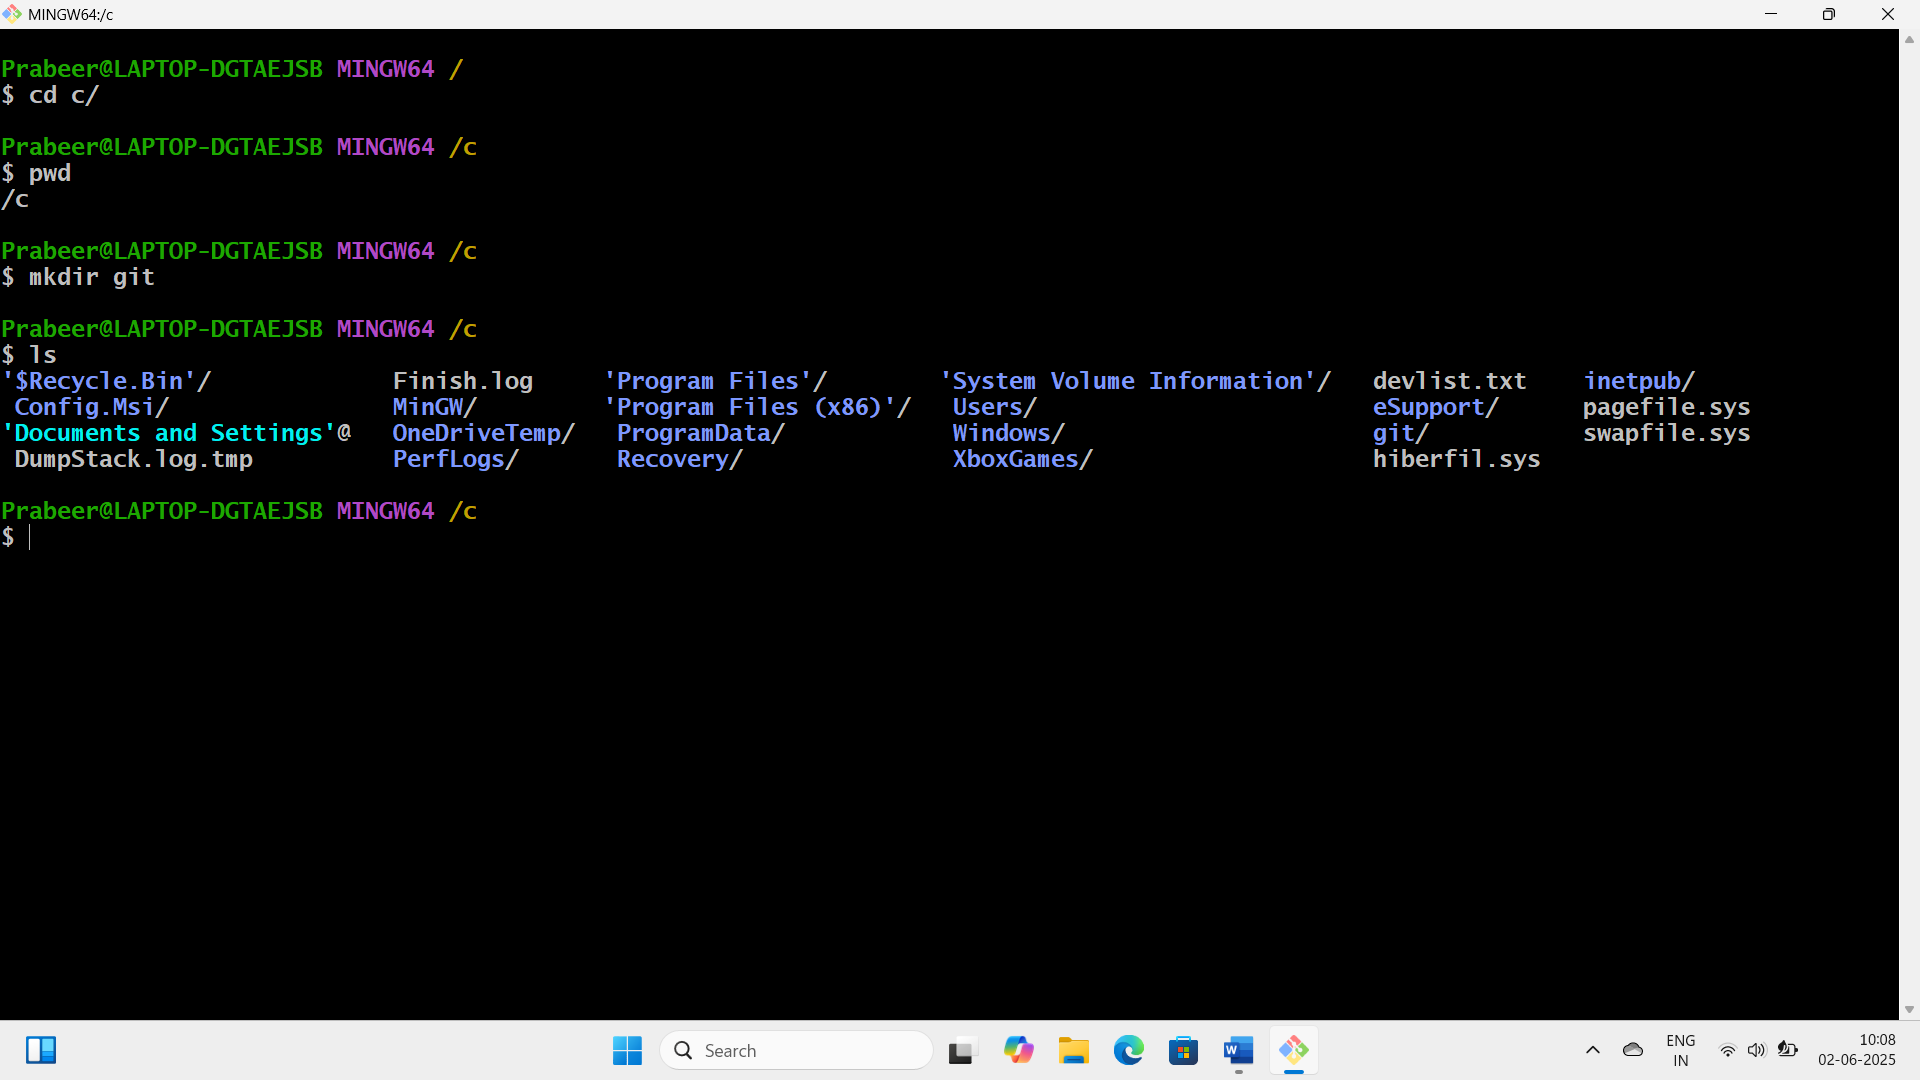 MINGW64:/c
Prabeer@LAPTOP-DGTAEJSB MINGW64 /
$ cd c/
Prabeer@LAPTOP-DGTAEJSB MINGW64 /c
$ pwd
/c
Prabeer@LAPTOP-DGTAEJSB MINGW64 /c
$ mkdir git
Prabeer@LAPTOP-DGTAEJSB MINGW64 /c
$ ls
'$Recycle.Bin'/ Finish.log 'Program Files'/ 'System Volume Information'/ devlist.txt inetpub/
Config.Msi/ MinGW/ 'Program Files (x86)'/ Users/ eSupport/ pagefile.sys
'Documents and Settings'@ OneDriveTemp/ ProgramData/ Windows/ git/ swapfile.sys
DumpStack.log.tmp PerfLogs/ Recovery/ XboxGames/ hiberfil.sys
Prabeer@LAPTOP-DGTAEJSB MINGW64 /c
$
Search
W
ENG
IN
10:08
02-06-2025